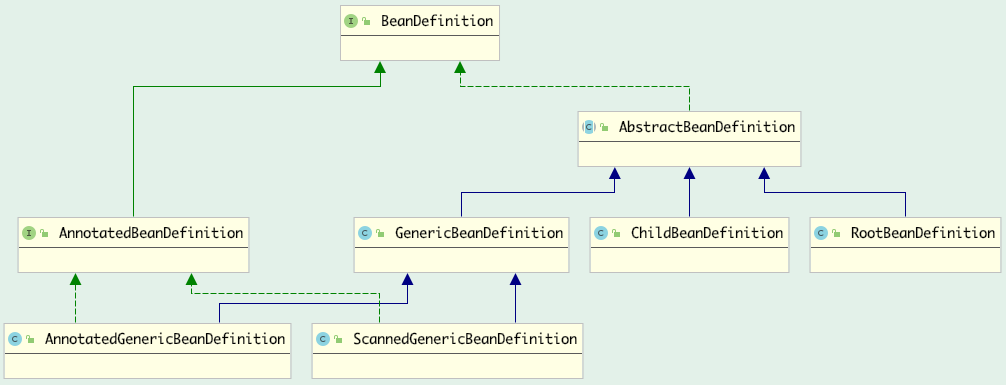 I BeanDefinition
C AbstractBeanDefinition
I AnnotatedBeanDefinition
C GenericBeanDefinition
C ChildBeanDefinition
C RootBeanDefinition
C AnnotatedGenericBeanDefinition
C ScannedGenericBeanDefinition